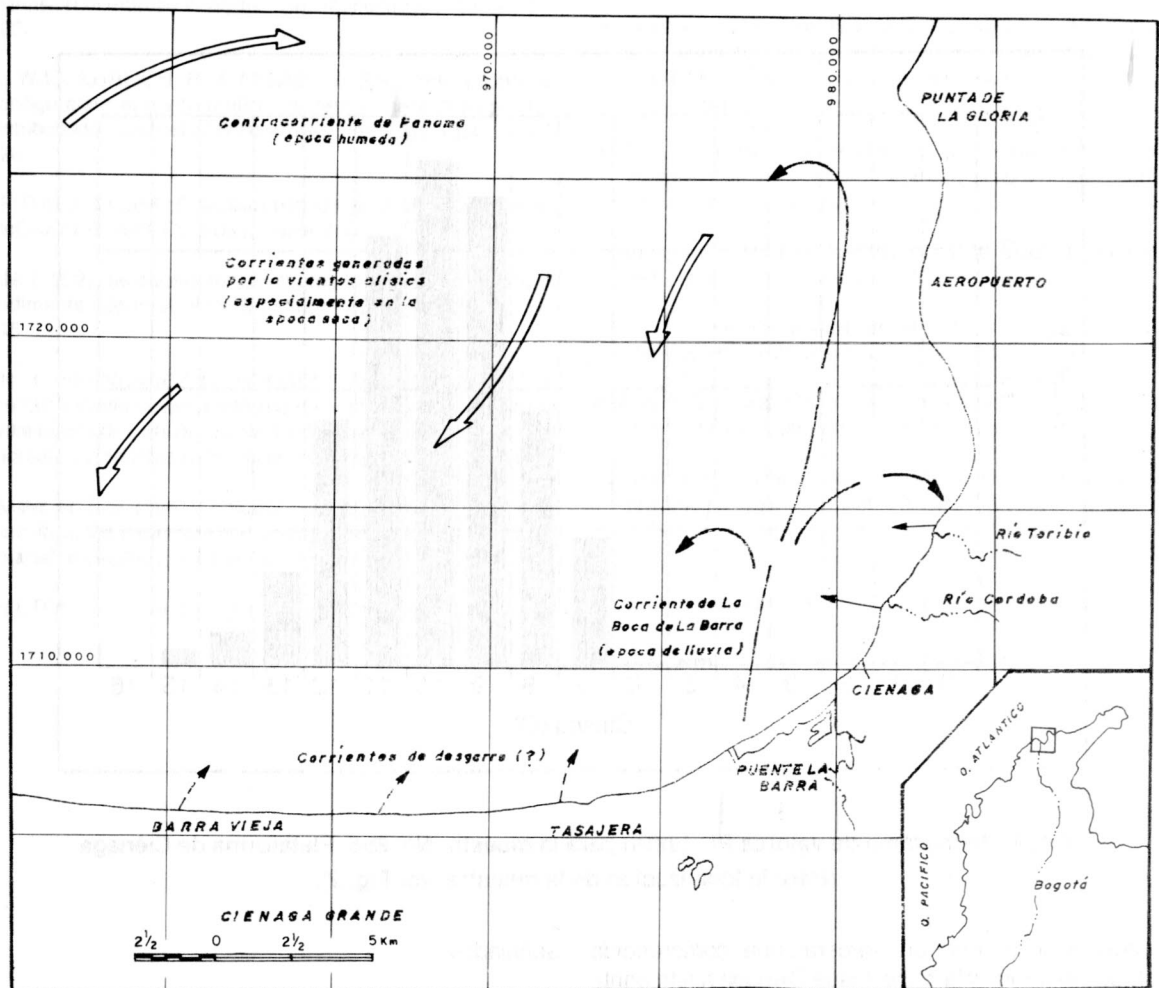 970.000
980.000
PUNTA DE
LA GLORIA
Contracorriente de Panama
(epoca humeda)
Corrientes generadas
por lo vientos alisios
(especialmente en la
epoca seca)
AEROPUERTO
1720.000
Río Toribio
Río Cordoba
Corriente de La
Boca de La Barra
(epoca de lluvia)
1710.000
CIENAGA
Corrientes de desgarre (?)
PUENTE LA
BARRA
BARRA VIEJA
TASAJERA
CIENAGA GRANDE
2½ 0 2½ 5 Km
O. ATLANTICO
O. PACIFICO
Bogotá